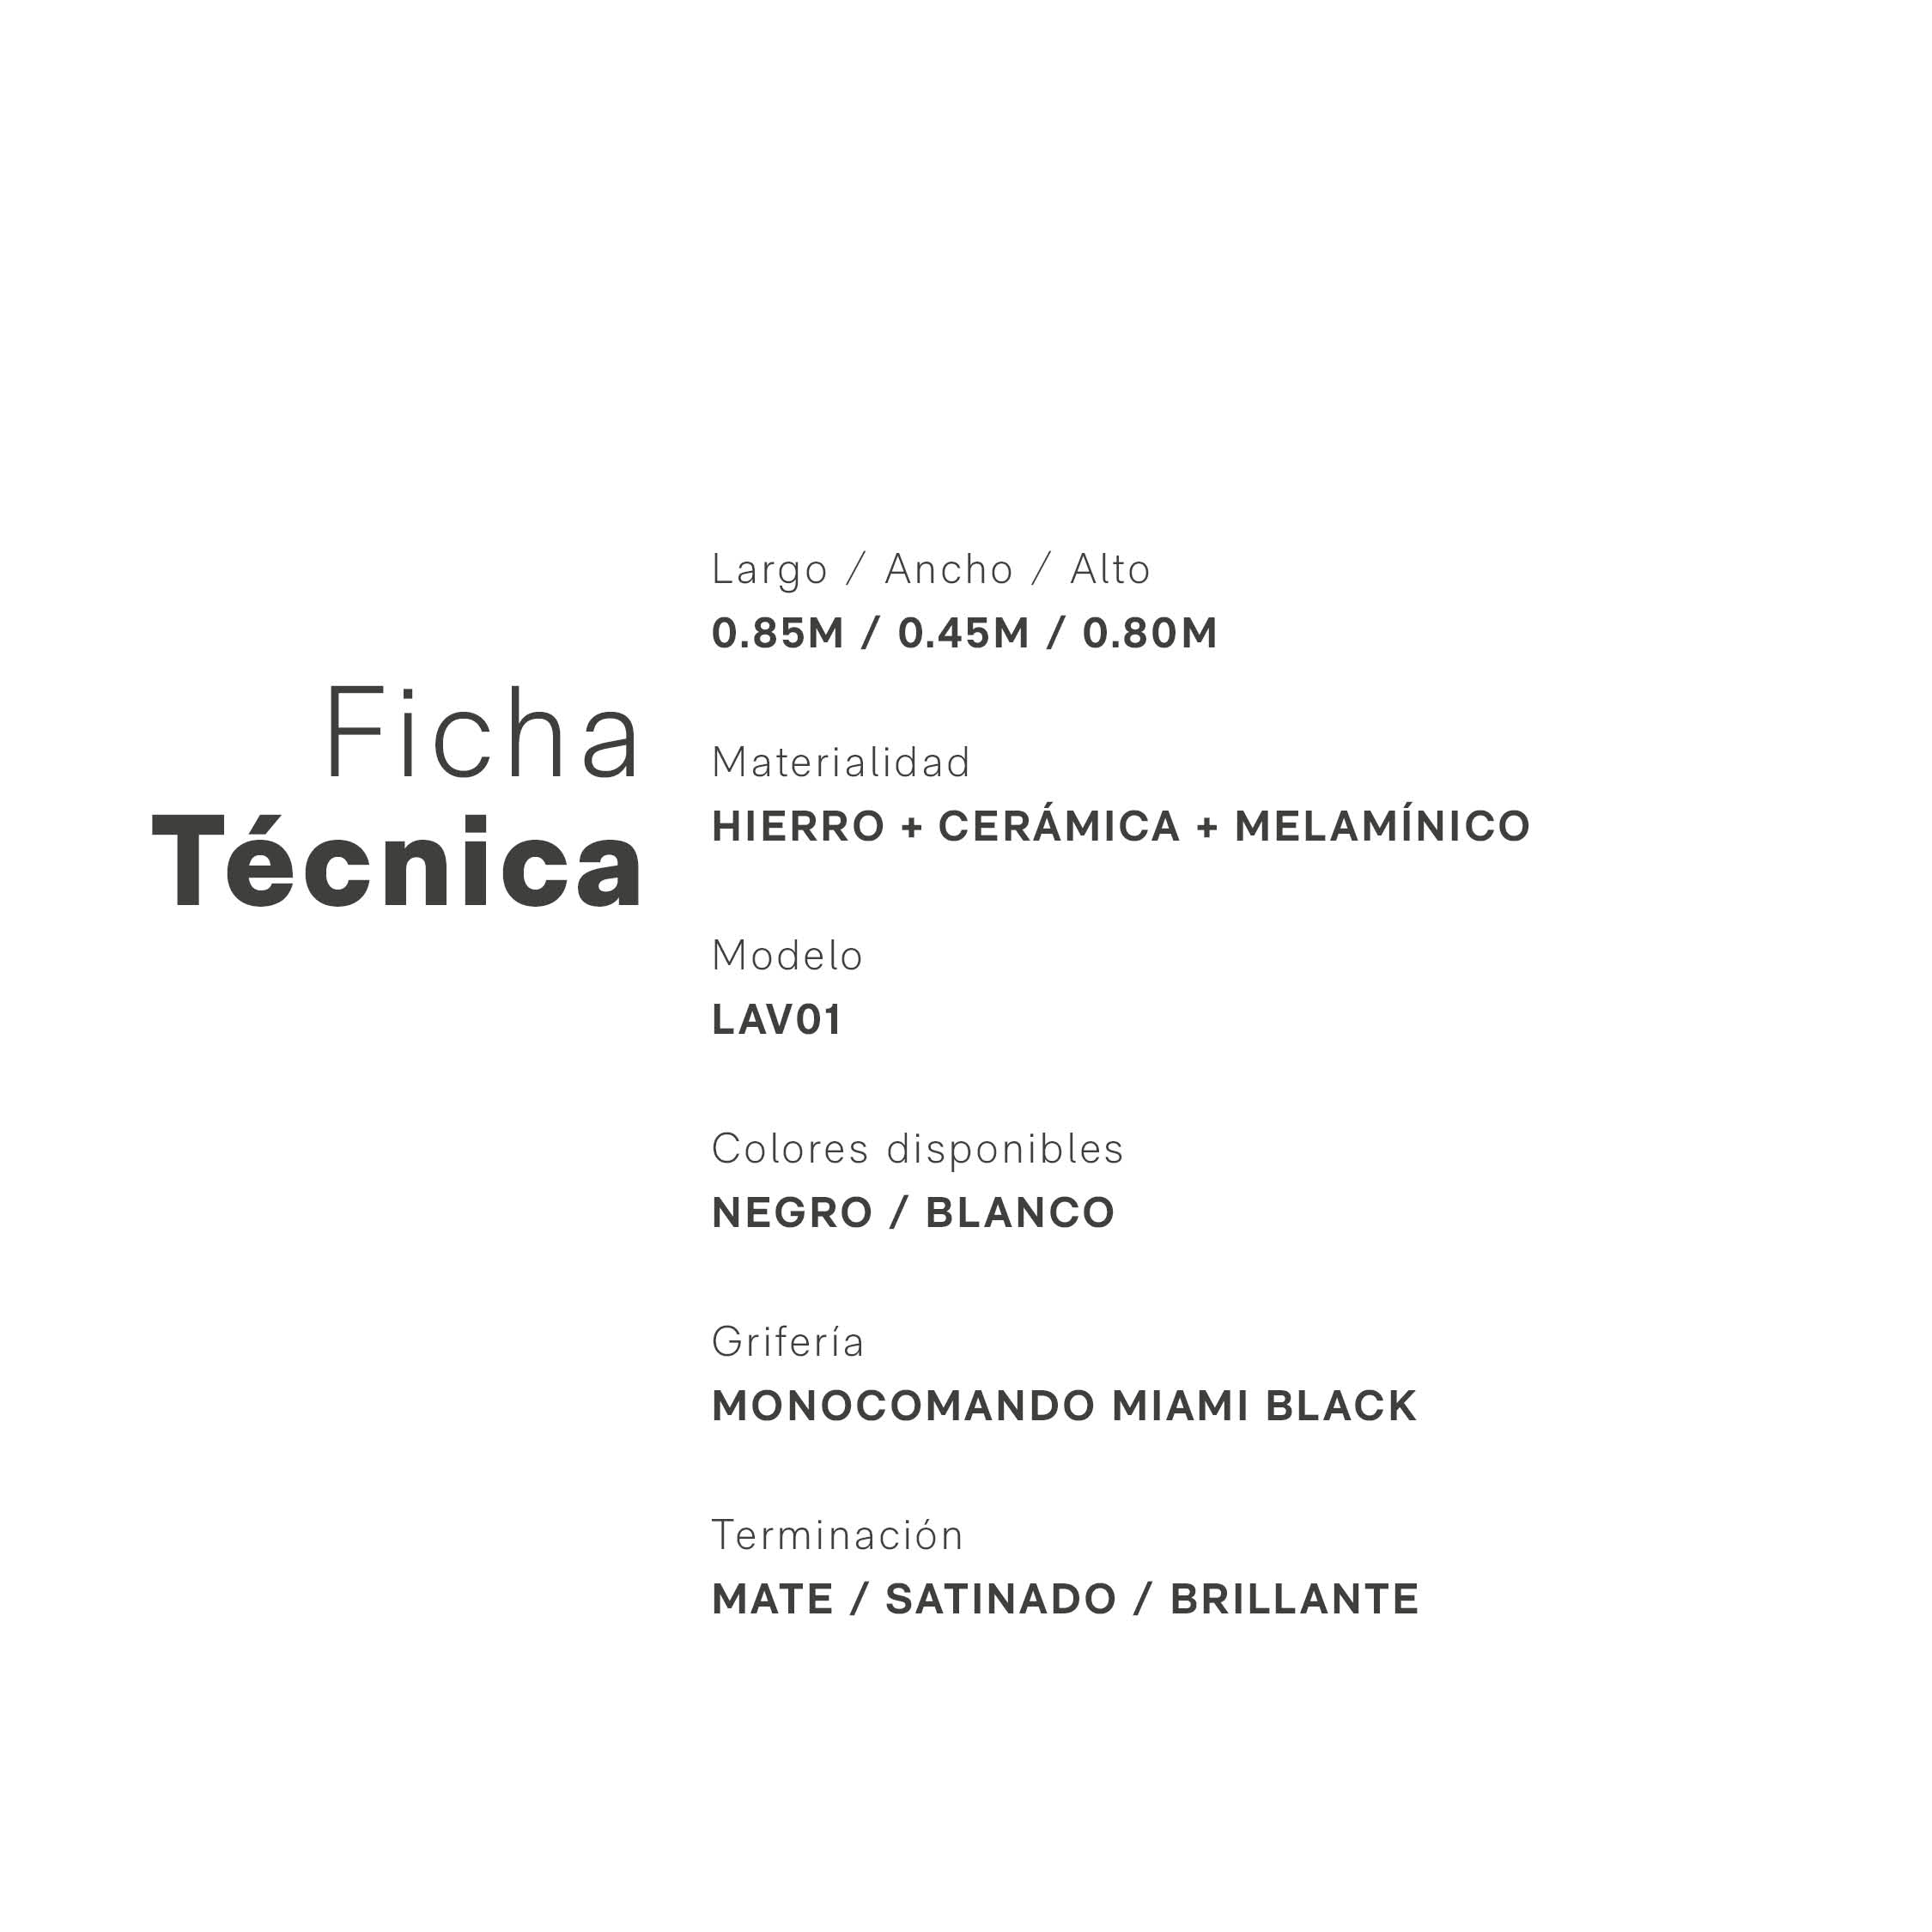 Ficha
Técnica
Largo / Ancho / Alto
0.85M / 0.45M / 0.80M
Materialidad
HIERRO + CERÁMICA + MELAMÍNICO
Modelo
LAV01
Colores disponibles
NEGRO / BLANCO
Grifería
MONOCOMANDO MIAMI BLACK
Terminación
MATE / SATINADO / BRILLANTE